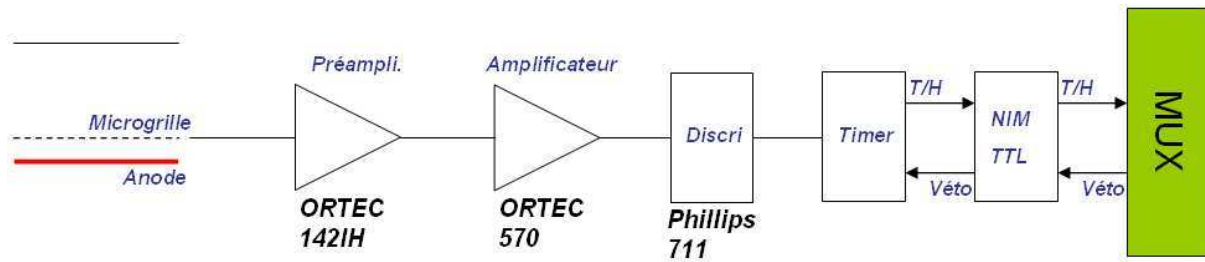 Microgrille
Anode
Préampli.
ORTEC
142IH
Amplificateur
ORTEC
570
Discri
Phillips
711
Timer
T/H
Véto
NIM
TTL
T/H
Véto
MUX